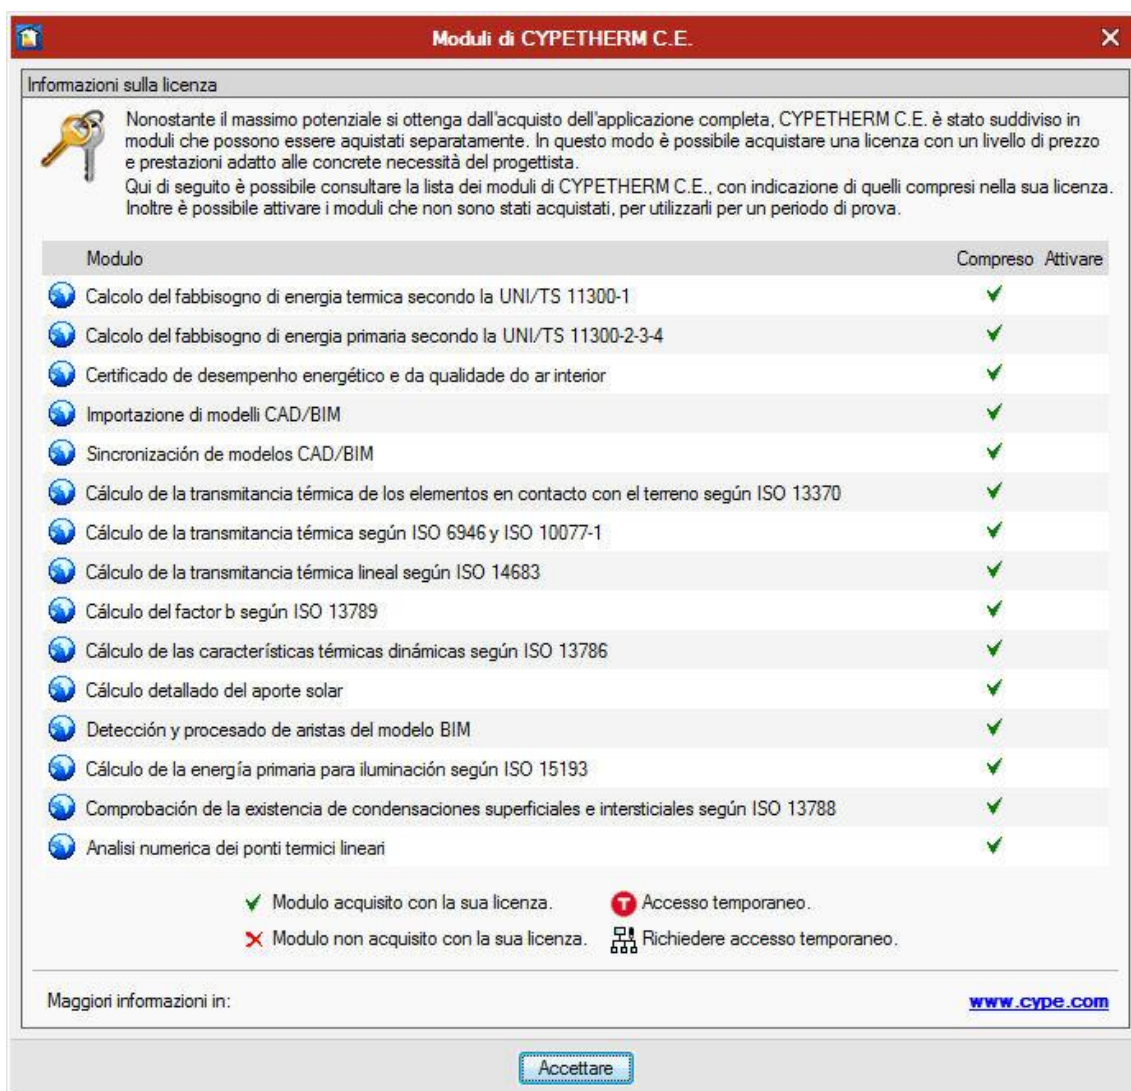 Moduli di CYPETHERM C.E.
Informazioni sulla licenza
Nonostante il massimo potenziale si ottenga dall'acquisto dell'applicazione completa, CYPETHERM C.E. è stato suddiviso in
moduli che possono essere aquistati separatamente. In questo modo è possibile acquistare una licenza con un livello di prezzo
e prestazioni adatto alle concrete necessità del progettista.
Qui di seguito è possibile consultare la lista dei moduli di CYPETHERM C.E., con indicazione di quelli compresi nella sua licenza.
Inoltre è possibile attivare i moduli che non sono stati acquistati, per utilizzarli per un periodo di prova.
Modulo Compreso Attivare
Calcolo del fabbisogno di energia termica secondo la UNI/TS 11300-1
Calcolo del fabbisogno di energia primaria secondo la UNI/TS 11300-2-3-4
Certificado de desempenho energético e da qualidade do ar interior
Importazione di modelli CAD/BIM
Sincronización de modelos CAD/BIM
Cálculo de la transmitancia térmica de los elementos en contacto con el terreno según ISO 13370
Cálculo de la transmitancia térmica según ISO 6946 y ISO 10077-1
Cálculo de la transmitancia térmica lineal según ISO 14683
Cálculo del factor b según ISO 13789
Cálculo de las características térmicas dinámicas según ISO 13786
Cálculo detallado del aporte solar
Detección y procesado de aristas del modelo BIM
Cálculo de la energía primaria para iluminación según ISO 15193
Comprobación de la existencia de condensaciones superficiales e intersticiales según ISO 13788
Analisi numerica dei ponti termici lineari
Modulo acquisito con la sua licenza. T Accesso temporaneo.
Modulo non acquisito con la sua licenza. Richiedere accesso temporaneo.
Maggiori informazioni in: www.cype.com
Accettare